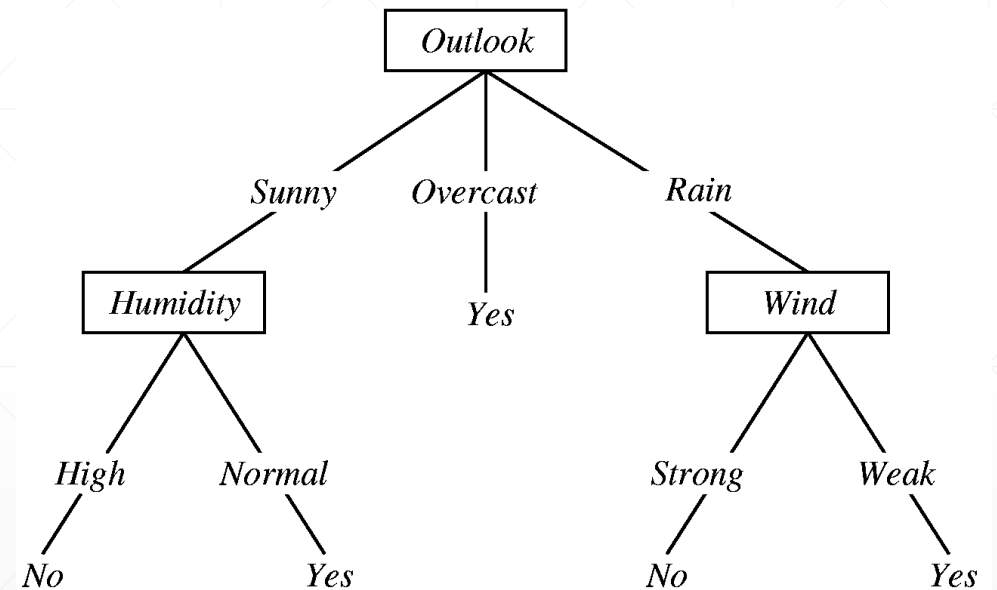 Outlook
Sunny Overcast Rain
Humidity Yes Wind
High Normal Strong Weak
No Yes No Yes